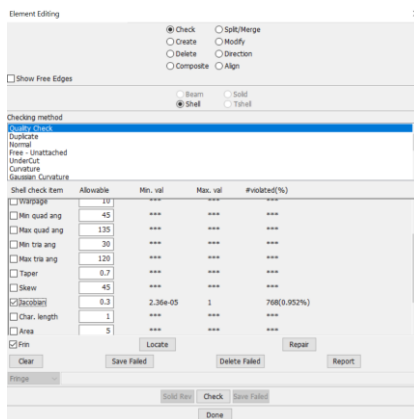 Element Editing
Check Split/Merge
Create Modify
Delete Direction
Composite Align
Show Free Edges
Beam Solid
Shell Tshell
Checking method
Quality Check
Duplicate
Normal
Free - Unattached
UnderCut
Curvature
Gaussian Curvature
Shell check item Allowable Min. val Max. val #violated(%)
Warpage 10 *** *** ***
Min quad ang 45 *** *** ***
Max quad ang 135 *** *** ***
Min tria ang 30 *** *** ***
Max tria ang 120 *** *** ***
Taper 0.7 *** *** ***
Skew 45 *** *** ***
Jacobian 0.3 2.36e-05 1 768(0.952%)
Char. length 1 *** *** ***
Area 5 *** *** ***
Frin Locate Repair
Clear Save Failed Delete Failed Report
Fringe
Solid Rev Check Save Failed
Done